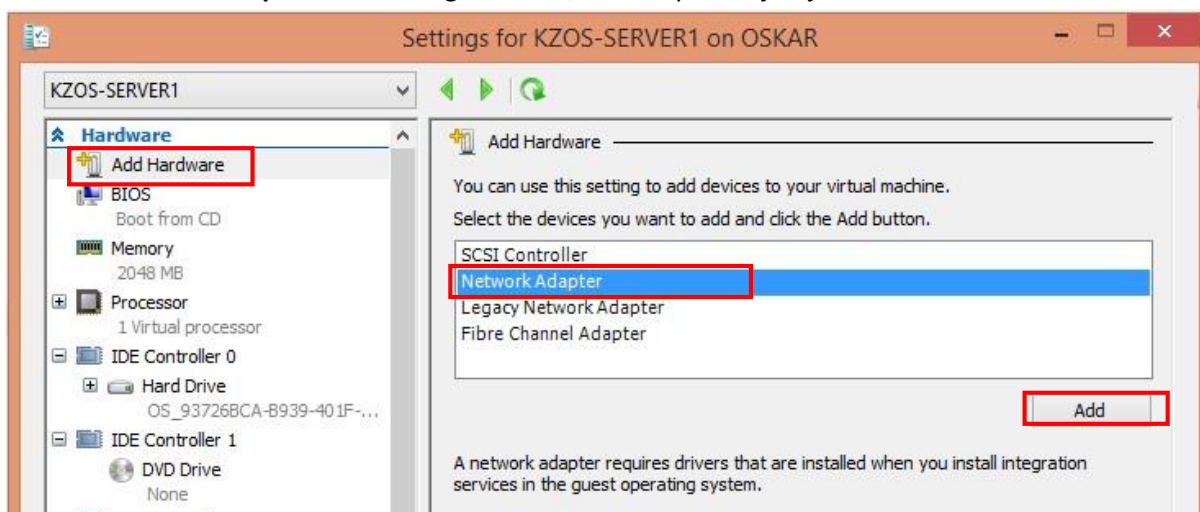 Settings for KZOS-SERVER1 on OSKAR
KZOS-SERVER1
Hardware
Add Hardware
BIOS
Boot from CD
Memory
2048 MB
Processor
1 Virtual processor
IDE Controller 0
Hard Drive
OS_93726BCA-B939-401F-...
IDE Controller 1
DVD Drive
None
Add Hardware
You can use this setting to add devices to your virtual machine.
Select the devices you want to add and click the Add button.
SCSI Controller
Network Adapter
Legacy Network Adapter
Fibre Channel Adapter
Add
A network adapter requires drivers that are installed when you install integration
services in the guest operating system.